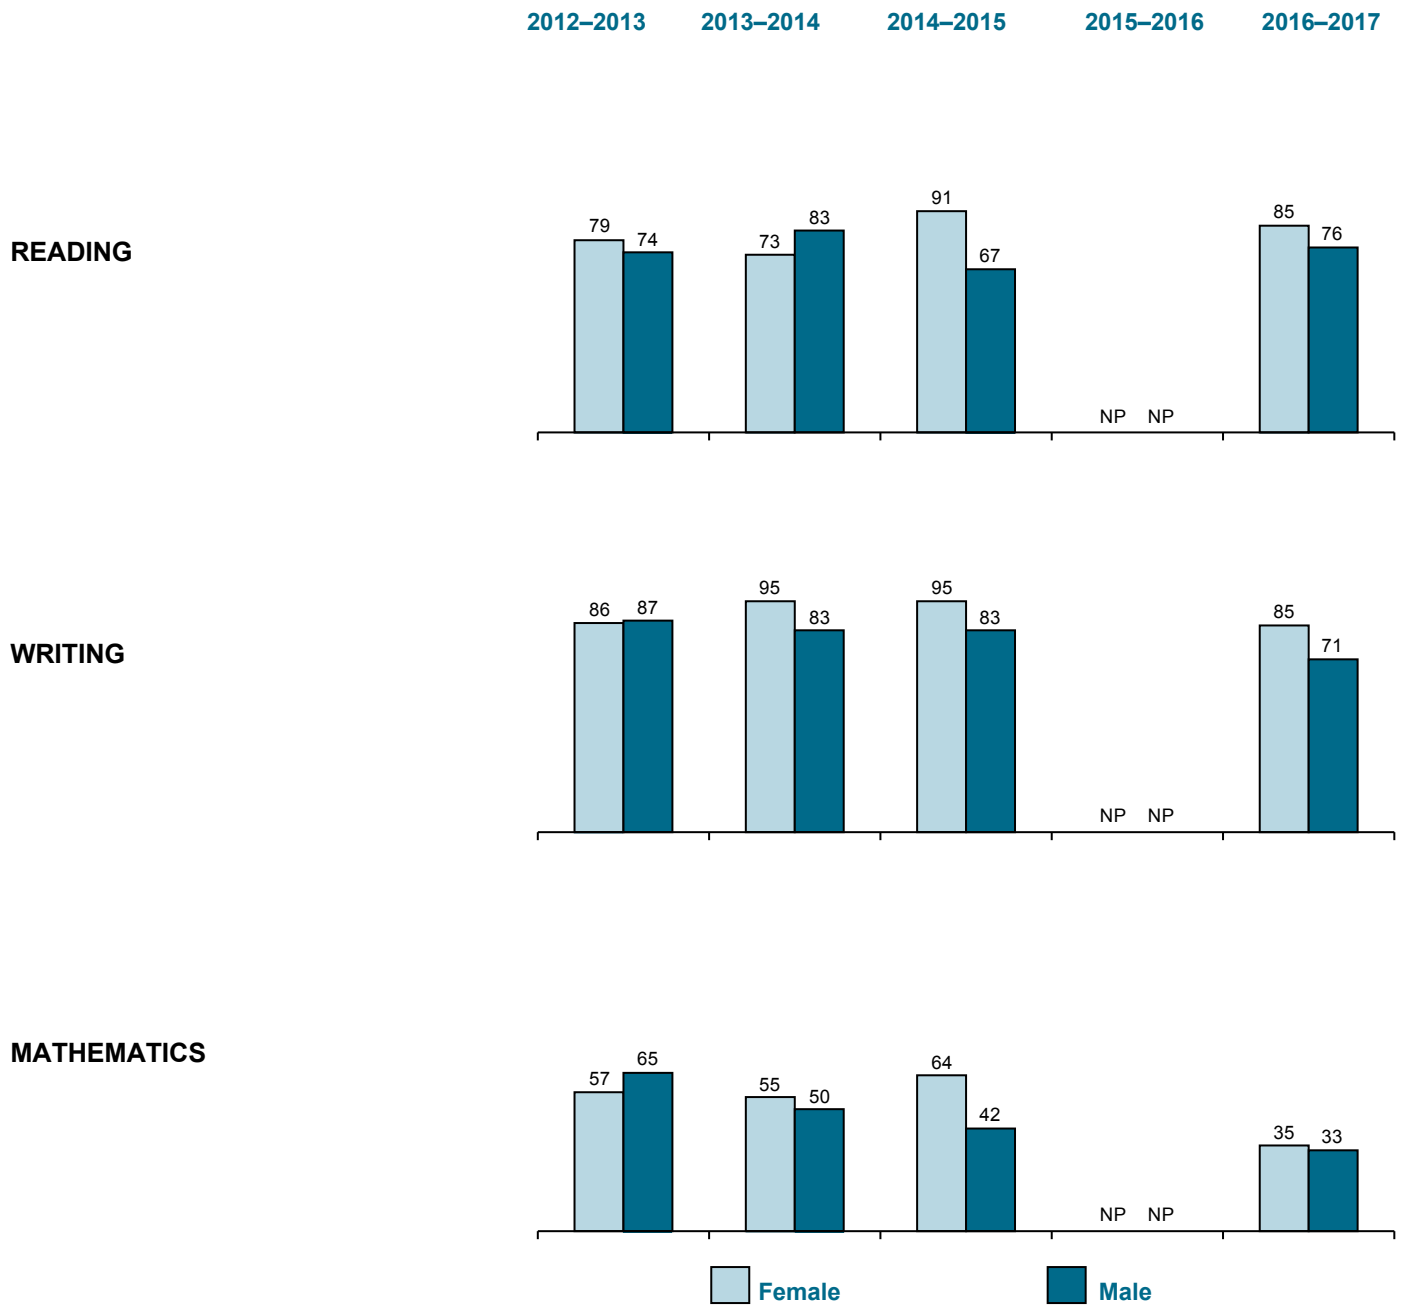 2012–2013 2013–2014 2014–2015 2015–2016 2016–2017
READING
79 74 73 83 91 67 NP NP 85 76
WRITING
86 87 95 83 95 83 NP NP 85 71
MATHEMATICS
57 65 55 50 64 42 NP NP 35 33
Female Male